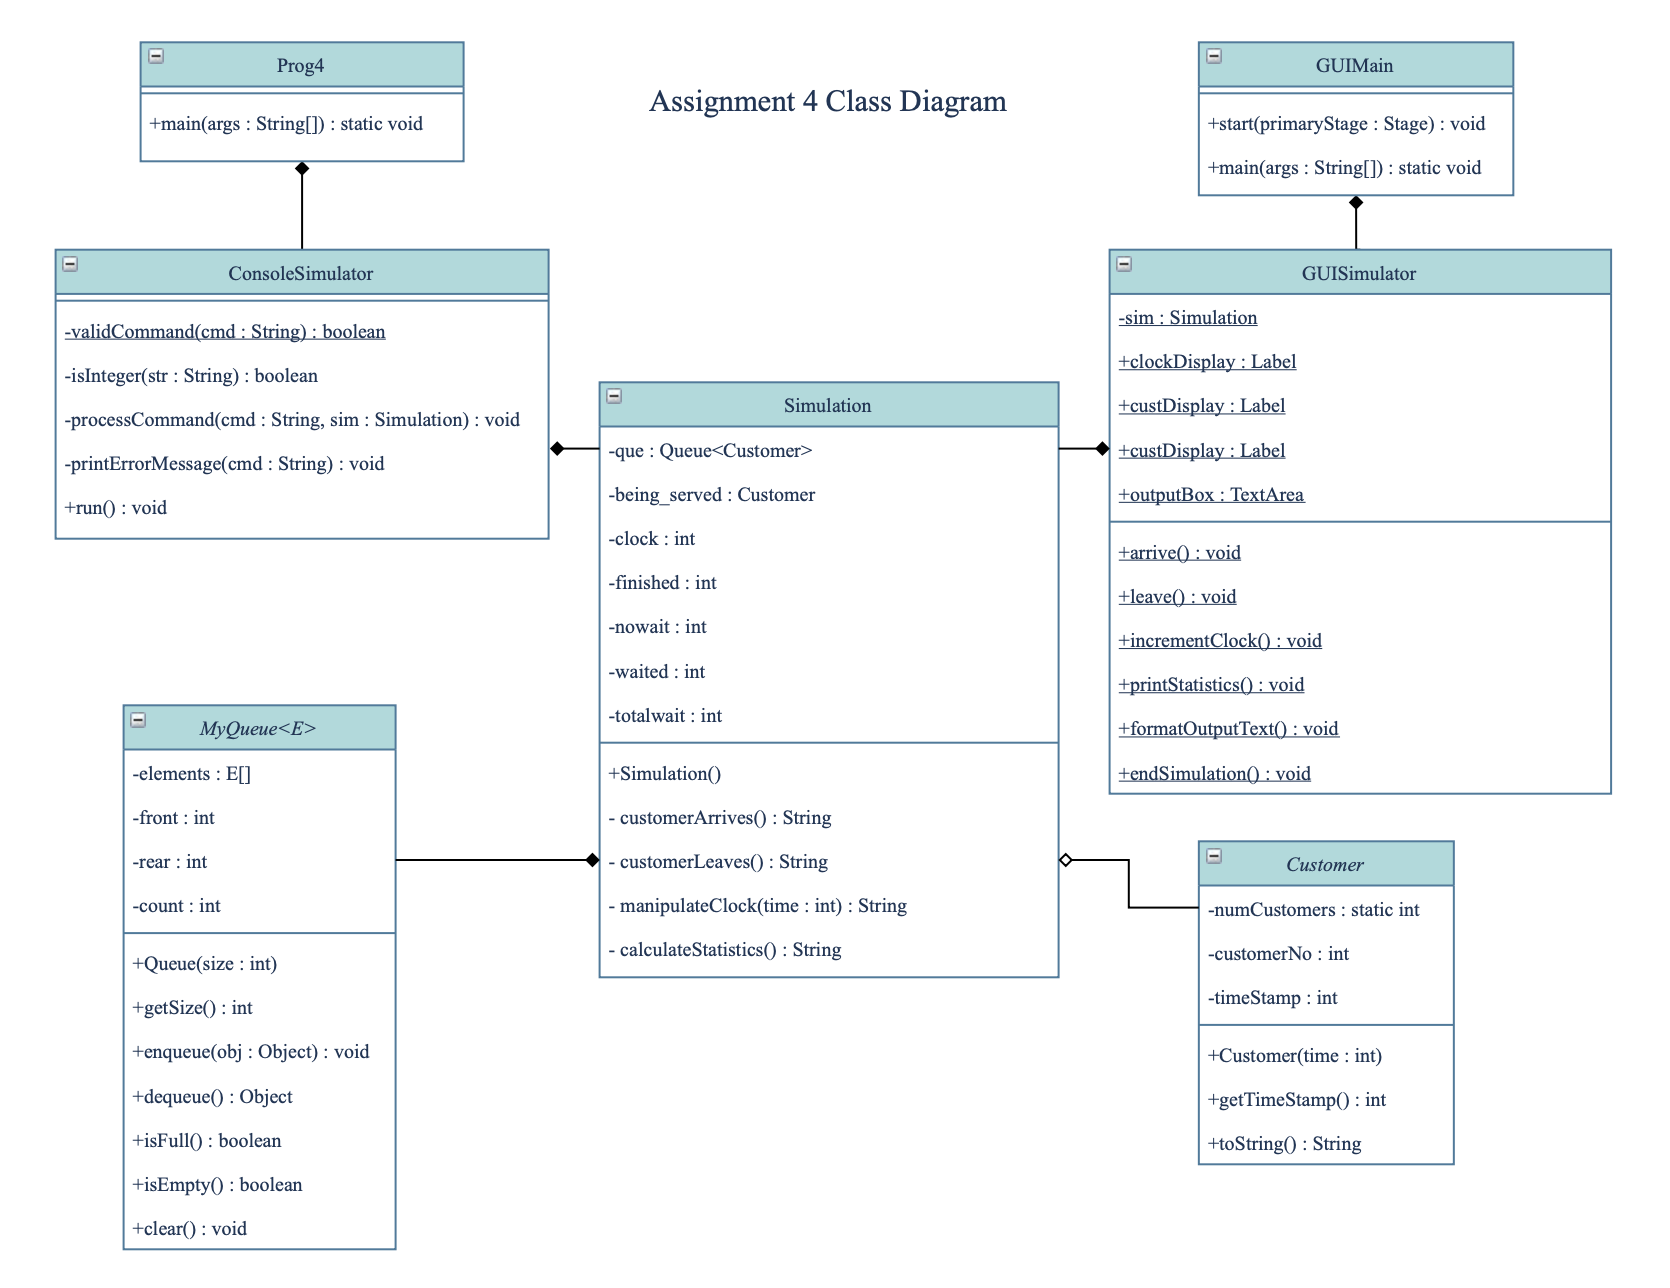 Prog4
+main(args : String[]) : static void
Assignment 4 Class Diagram
GUIMain
+start(primaryStage : Stage) : void
+main(args : String[]) : static void
ConsoleSimulator
-validCommand(cmd : String) : boolean
-isInteger(str : String) : boolean
-processCommand(cmd : String, sim : Simulation) : void
-printErrorMessage(cmd : String) : void
+run() : void
Simulation
-que : Queue<Customer>
-being_served : Customer
-clock : int
-finished : int
-nowait : int
-waited : int
-totalwait : int
+Simulation()
- customerArrives() : String
- customerLeaves() : String
- manipulateClock(time : int) : String
- calculateStatistics() : String
GUISimulator
-sim : Simulation
+clockDisplay : Label
+custDisplay : Label
+custDisplay : Label
+outputBox : TextArea
+arrive() : void
+leave() : void
+incrementClock() : void
+printStatistics() : void
+formatOutputText() : void
+endSimulation() : void
MyQueue<E>
-elements : E[]
-front : int
-rear : int
-count : int
+Queue(size : int)
+getSize() : int
+enqueue(obj : Object) : void
+dequeue() : Object
+isFull() : boolean
+isEmpty() : boolean
+clear() : void
Customer
-numCustomers : static int
-customerNo : int
-timeStamp : int
+Customer(time : int)
+getTimeStamp() : int
+toString() : String